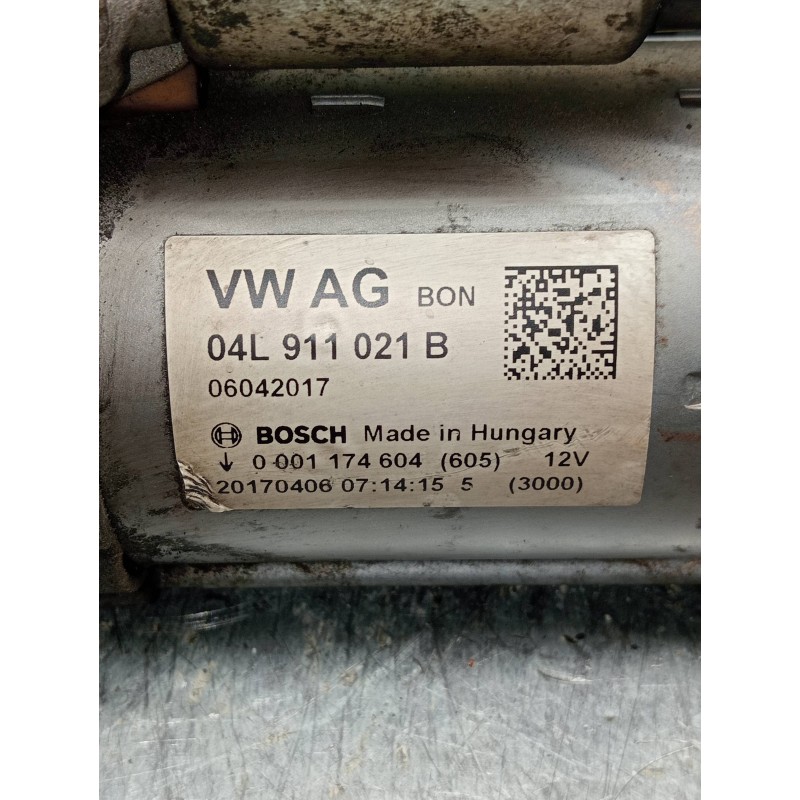 VW AG BON
04L 911 021 B
06042017
BOSCH Made in Hungary
↓ 0 001 174 604 (605) 12V
20170406 07:14:15 5 (3000)